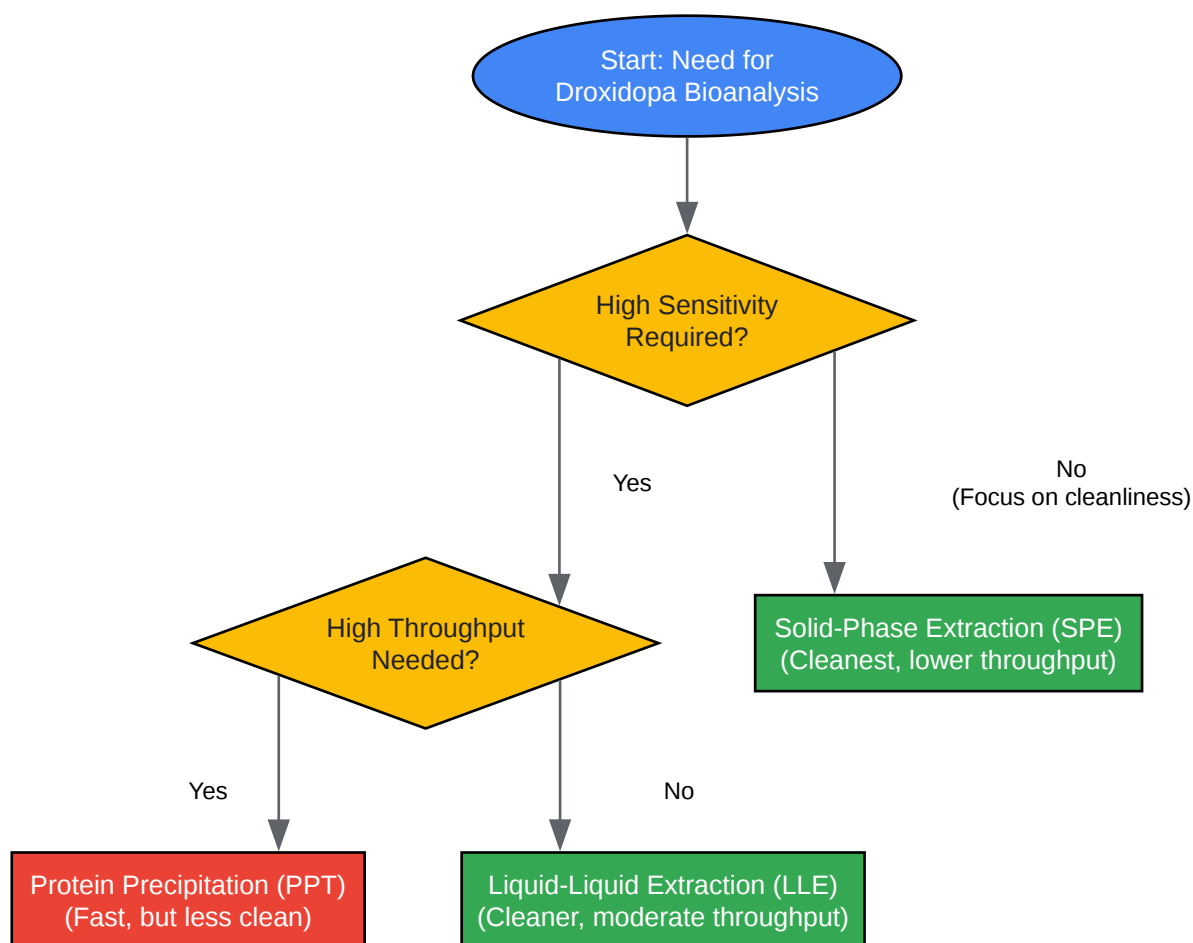 Start: Need for
Droxidopa Bioanalysis
High Sensitivity
Required?
Yes
No
(Focus on cleanliness)
High Throughput
Needed?
Solid-Phase Extraction (SPE)
(Cleanest, lower throughput)
Yes
No
Protein Precipitation (PPT)
(Fast, but less clean)
Liquid-Liquid Extraction (LLE)
(Cleaner, moderate throughput)